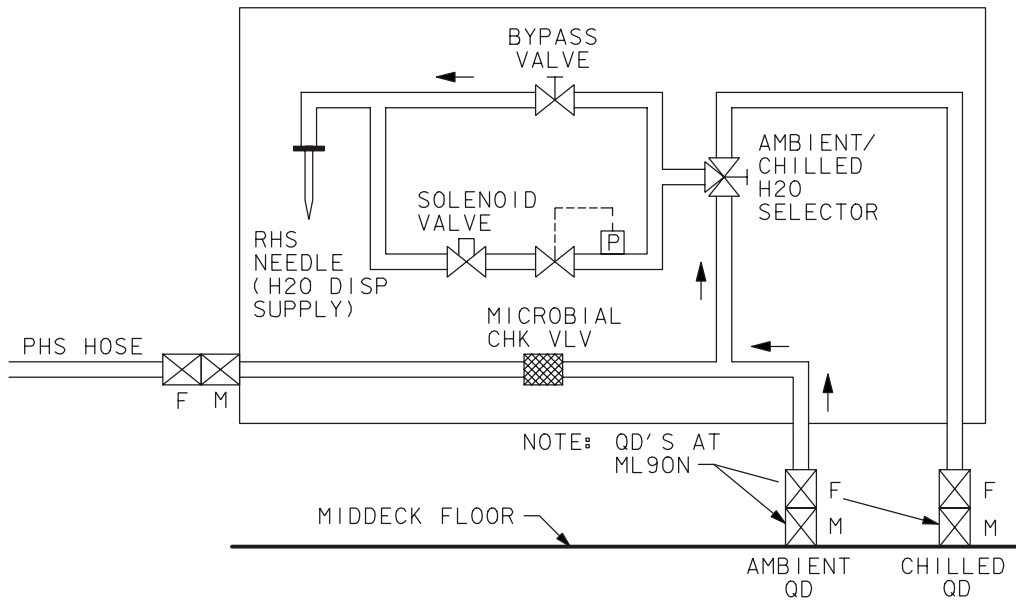 BYPASS
VALVE
AMBIENT/
CHILLED
H2O
SELECTOR
SOLENOID
VALVE
P
RHS
NEEDLE
(H2O DISP
SUPPLY)
MICROBIAL
CHK VLV
PHS HOSE
F M
NOTE: QD'S AT
ML90N
F F
M M
MIDDECK FLOOR
AMBIENT
QD
CHILLED
QD